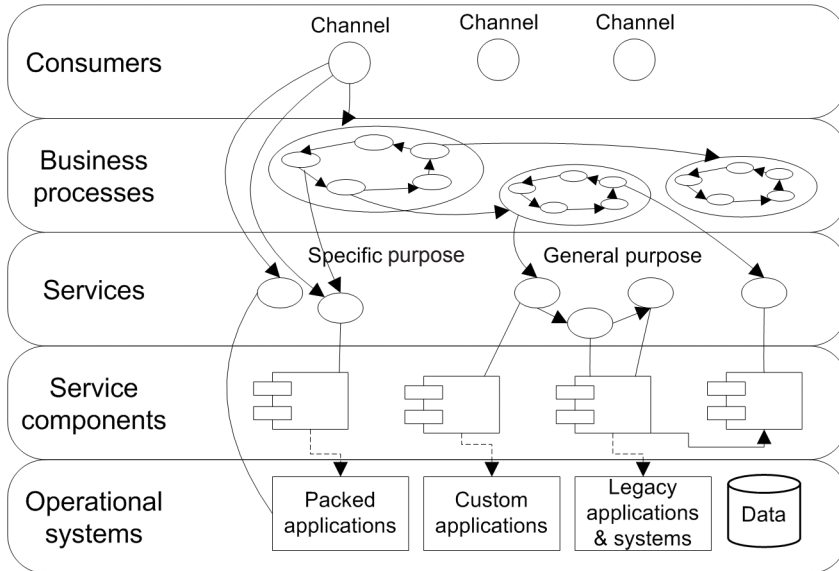 Channel
Channel
Channel
Consumers
Business
processes
Specific purpose
General purpose
Services
Service
components
Operational
systems
Packed
applications
Custom
applications
Legacy
applications
& systems
Data